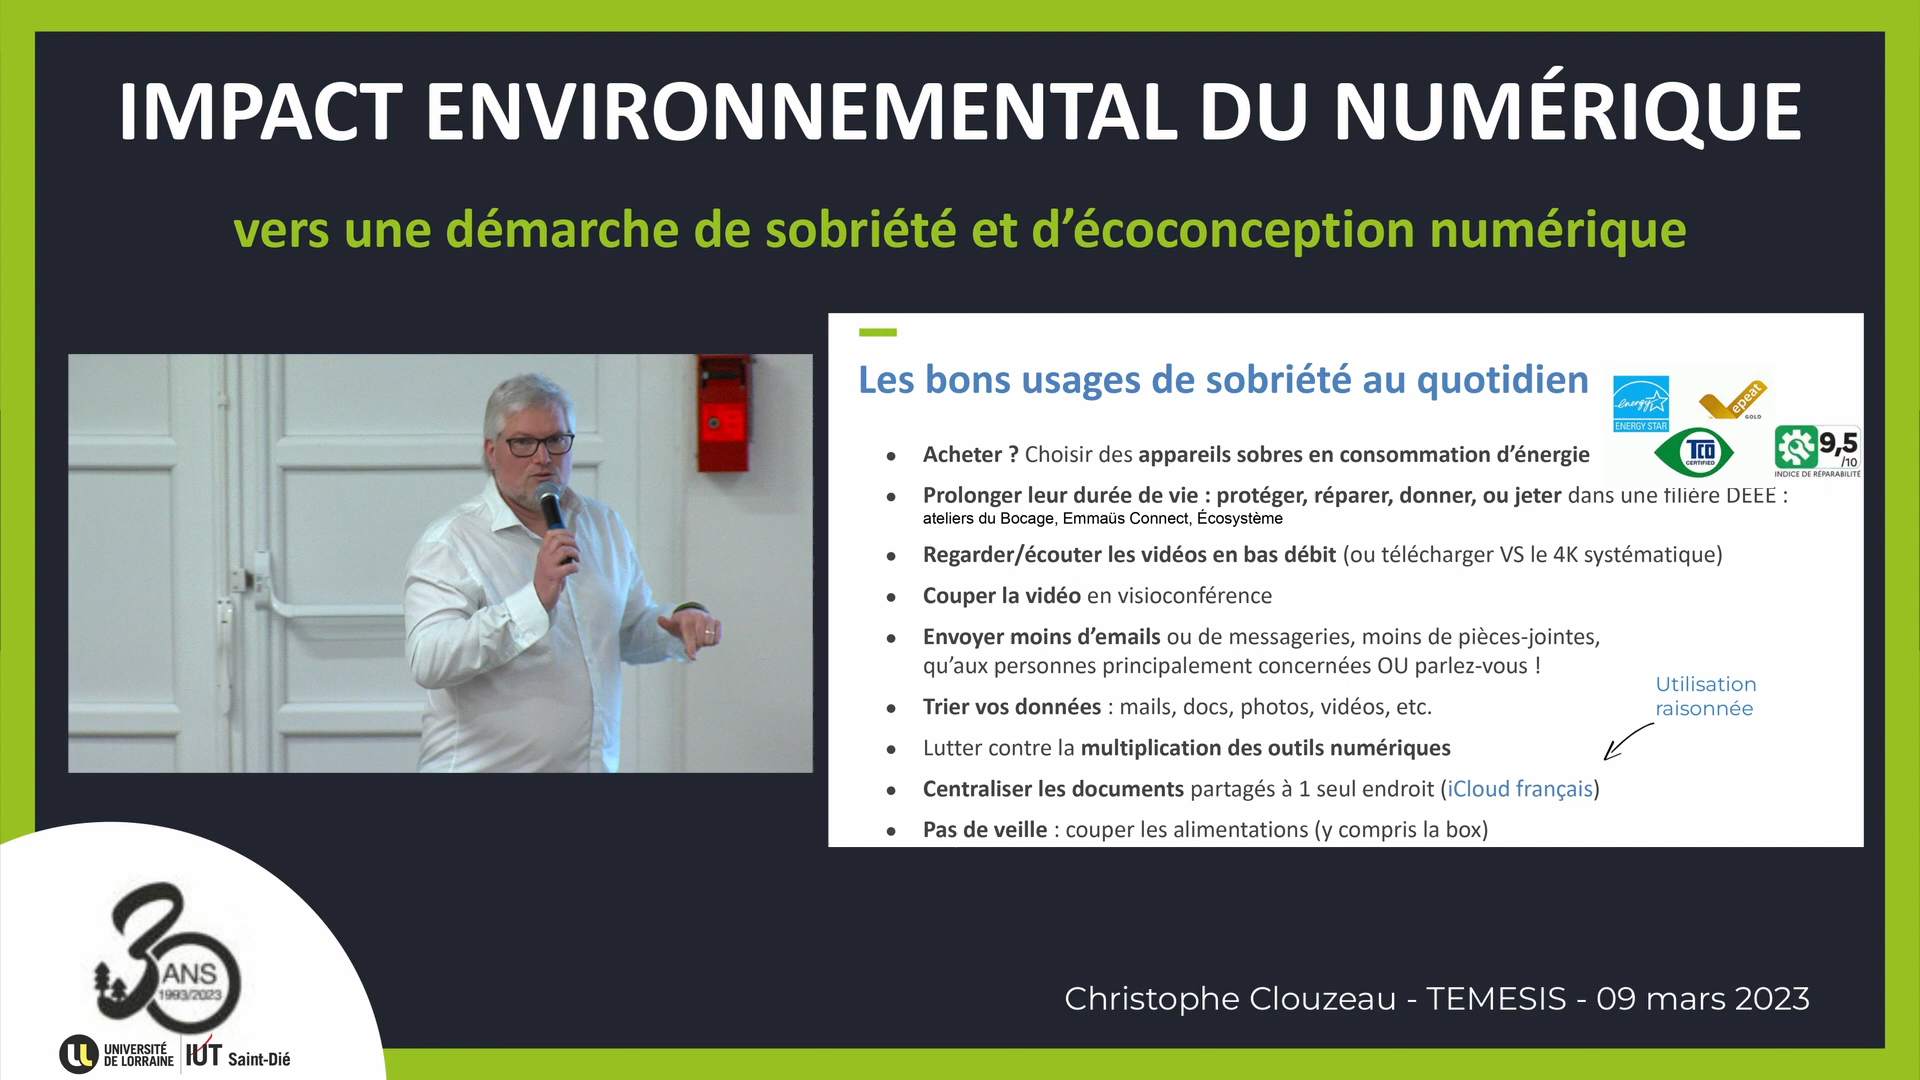 IMPACT ENVIRONNEMENTAL DU NUMÉRIQUE
vers une démarche de sobriété et d’écoconception numérique
Les bons usages de sobriété au quotidien
energy
ENERGY STAR
epeat
GOLD
TCO
CERTIFIED
9,5
/10
INDICE DE RÉPARABILITÉ
● Acheter ? Choisir des appareils sobres en consommation d’énergie
● Prolonger leur durée de vie : protéger, réparer, donner, ou jeter dans une filière DEEE :
ateliers du Bocage, Emmaüs Connect, Écosystème
● Regarder/écouter les vidéos en bas débit (ou télécharger VS le 4K systématique)
● Couper la vidéo en visioconférence
● Envoyer moins d’emails ou de messageries, moins de pièces-jointes,
qu’aux personnes principalement concernées OU parlez-vous !
● Trier vos données : mails, docs, photos, vidéos, etc.
● Lutter contre la multiplication des outils numériques
Utilisation
raisonnée
● Centraliser les documents partagés à 1 seul endroit (iCloud français)
● Pas de veille : couper les alimentations (y compris la box)
30
ANS
1993/2023
UNIVERSITÉ
DE LORRAINE
IUT Saint-Dié
Christophe Clouzeau - TEMESIS - 09 mars 2023